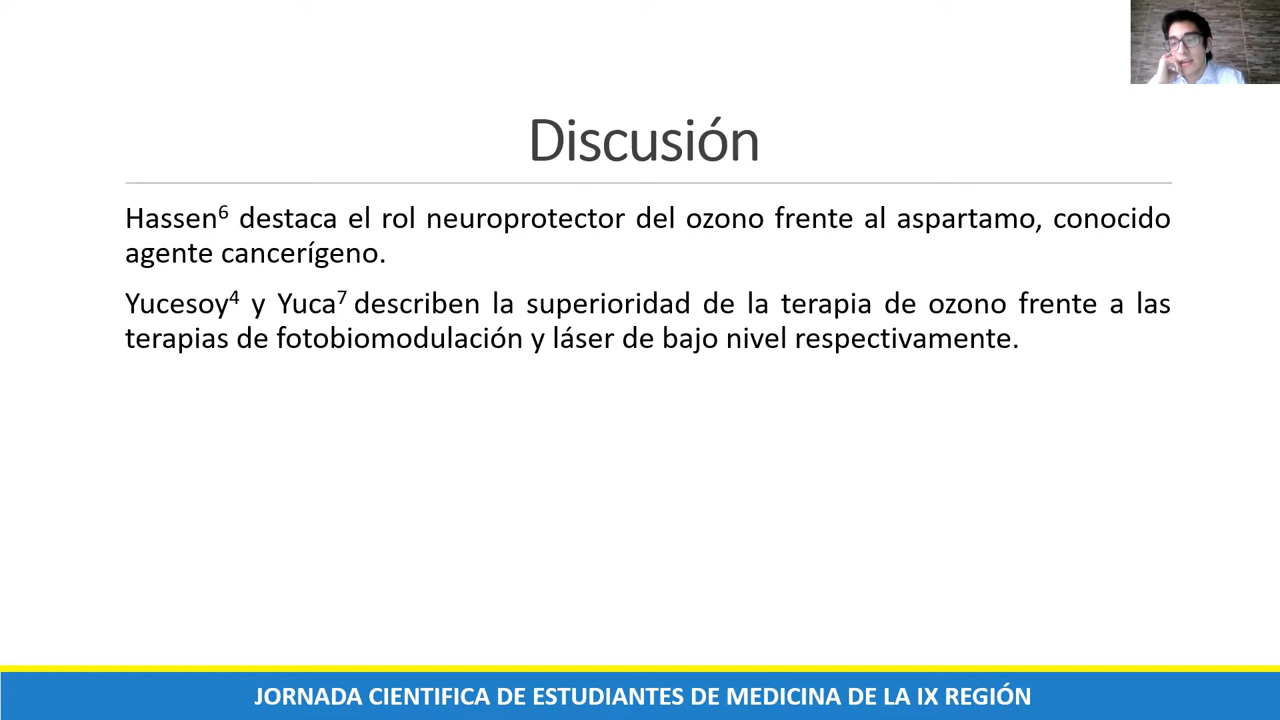 Discusión
Hassen⁶ destaca el rol neuroprotector del ozono frente al aspartamo, conocido
agente cancerígeno.
Yucesoy⁴ y Yuca⁷ describen la superioridad de la terapia de ozono frente a las
terapias de fotobiomodulación y láser de bajo nivel respectivamente.
JORNADA CIENTIFICA DE ESTUDIANTES DE MEDICINA DE LA IX REGIÓN